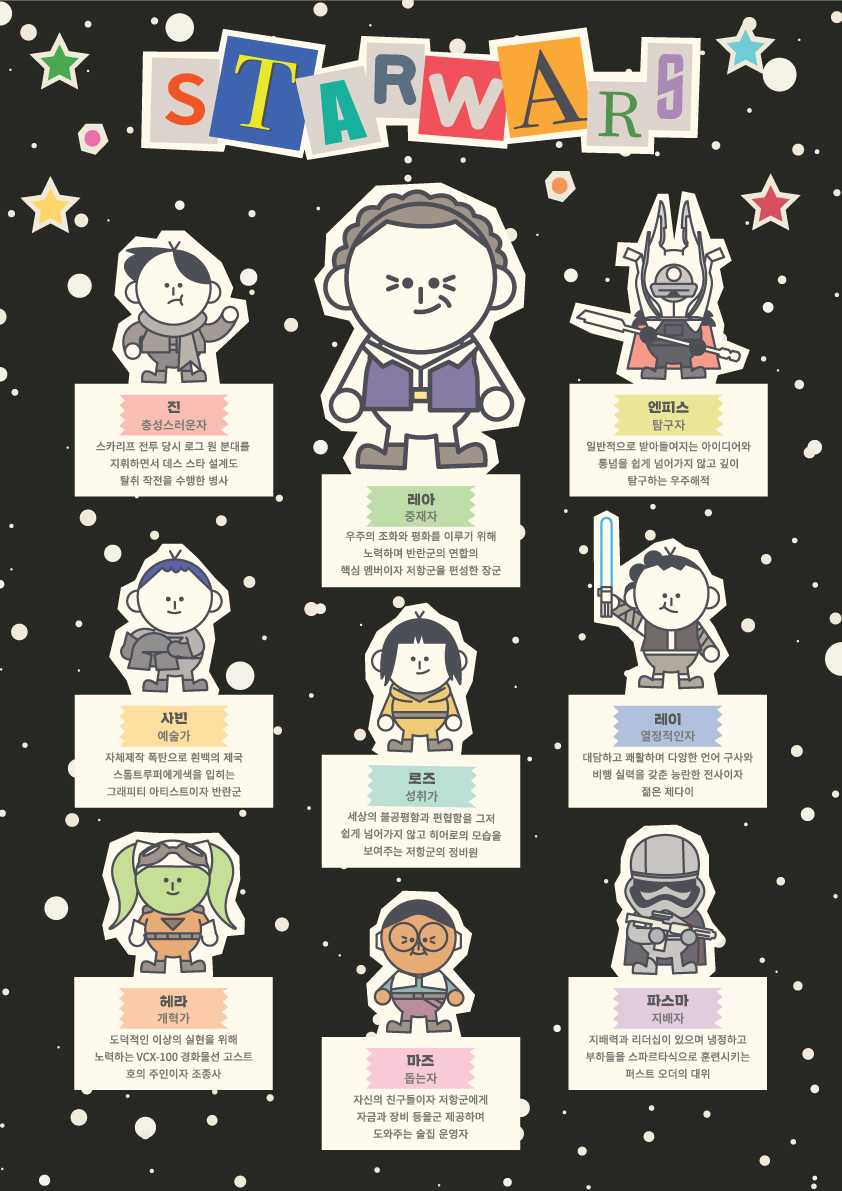 STARWARS
진
충성스러운자
스카리프 전투 당시 로그 원 분대를
지휘하면서 데스 스타 설계도
탈취 작전을 수행한 병사
레아
중재자
우주의 조화와 평화를 이루기 위해
노력하며 반란군의 연합의
핵심 멤버이자 저항군을 편성한 장군
엔피스
탐구자
일반적으로 받아들여지는 아이디어와
통념을 쉽게 넘어가지 않고 깊이
탐구하는 우주해적
사빈
예술가
자체제작 폭탄으로 흰백의 제국
스톰트루퍼에게색을 입히는
그래피티 아티스트이자 반란군
로즈
성취가
세상의 불공평함과 편협함을 그저
쉽게 넘어가지 않고 히어로의 모습을
보여주는 저항군의 정비원
레이
열정적인자
대담하고 쾌활하며 다양한 언어 구사와
비행 실력을 갖춘 능란한 전사이자
젊은 제다이
헤라
개혁가
도덕적인 이상의 실현을 위해
노력하는 VCX-100 경화물선 고스트
호의 주인이자 조종사
마즈
돕는자
자신의 친구들이자 저항군에게
자금과 장비 등을군 제공하며
도와주는 술집 운영자
파스마
지배자
지배력과 리더십이 있으며 냉정하고
부하들을 스파르타식으로 훈련시키는
퍼스트 오더의 대위